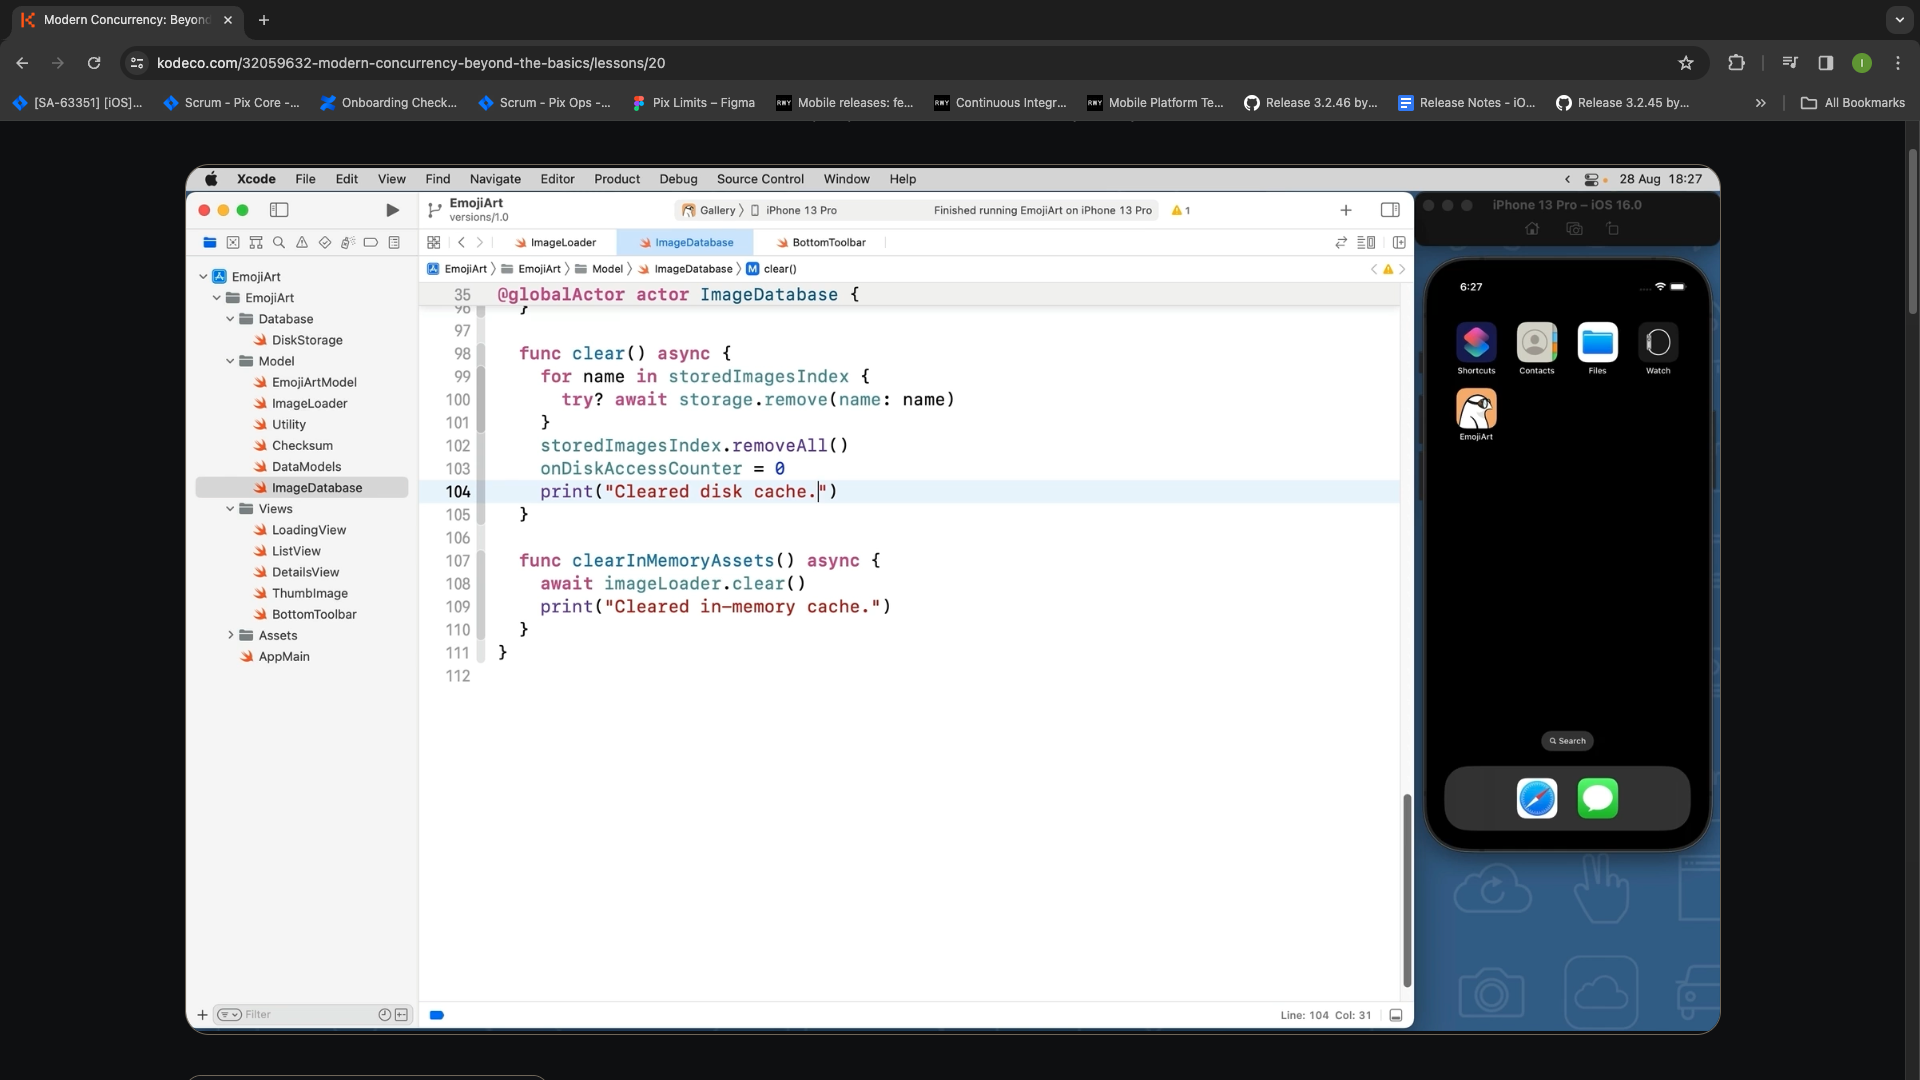 Modern Concurrency: Beyond
kodeco.com/32059632-modern-concurrency-beyond-the-basics/lessons/20
I
[SA-63351] [iOS]...
Scrum - Pix Core -...
Onboarding Check...
Scrum - Pix Ops -...
Pix Limits – Figma
Mobile releases: fe...
Continuous Integr...
Mobile Platform Te...
Release 3.2.46 by...
Release Notes - iO...
Release 3.2.45 by...
All Bookmarks
Xcode File Edit View Find Navigate Editor Product Debug Source Control Window Help
28 Aug 18:27
EmojiArt
versions/1.0
Gallery
iPhone 13 Pro
Finished running EmojiArt on iPhone 13 Pro
1
iPhone 13 Pro – iOS 16.0
ImageLoader
ImageDatabase
BottomToolbar
EmojiArt
EmojiArt
Model
ImageDatabase
M clear()
EmojiArt
EmojiArt
Database
DiskStorage
Model
EmojiArtModel
ImageLoader
Utility
Checksum
DataModels
ImageDatabase
Views
LoadingView
ListView
DetailsView
ThumbImage
BottomToolbar
Assets
AppMain
Filter
35 @globalActor actor ImageDatabase {
96 }
97
98 func clear() async {
99 for name in storedImagesIndex {
100 try? await storage.remove(name: name)
101 }
102 storedImagesIndex.removeAll()
103 onDiskAccessCounter = 0
104 print("Cleared disk cache.")
105 }
106
107 func clearInMemoryAssets() async {
108 await imageLoader.clear()
109 print("Cleared in-memory cache.")
110 }
111 }
112
Line: 104 Col: 31
6:27
Shortcuts
Contacts
Files
Watch
EmojiArt
Search